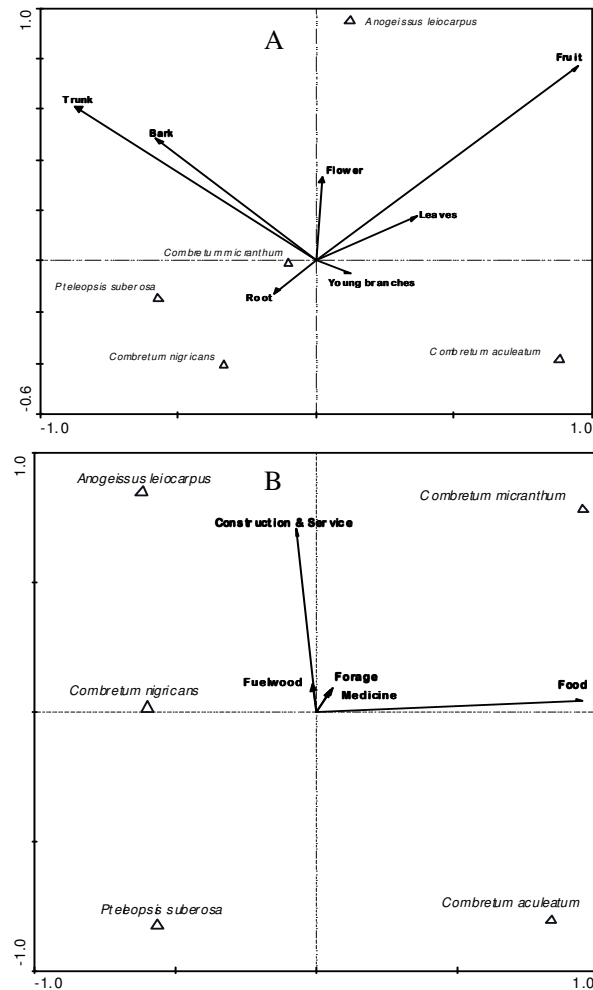 1.0
A
Anogeissus leiocarpus
Fruit
Trunk
Bark
Flower
Leaves
Combretum micranthum
Young branches
Pteleopsis suberosa
Root
Combretum nigricans
Combretum aculeatum
-0.6
-1.0
1.0
1.0
B
Anogeissus leiocarpus
Combretum micranthum
Construction & Service
Fuelwood
Forage
Medicine
Food
Combretum nigricans
Pteleopsis suberosa
Combretum aculeatum
-1.0
-1.0
1.0